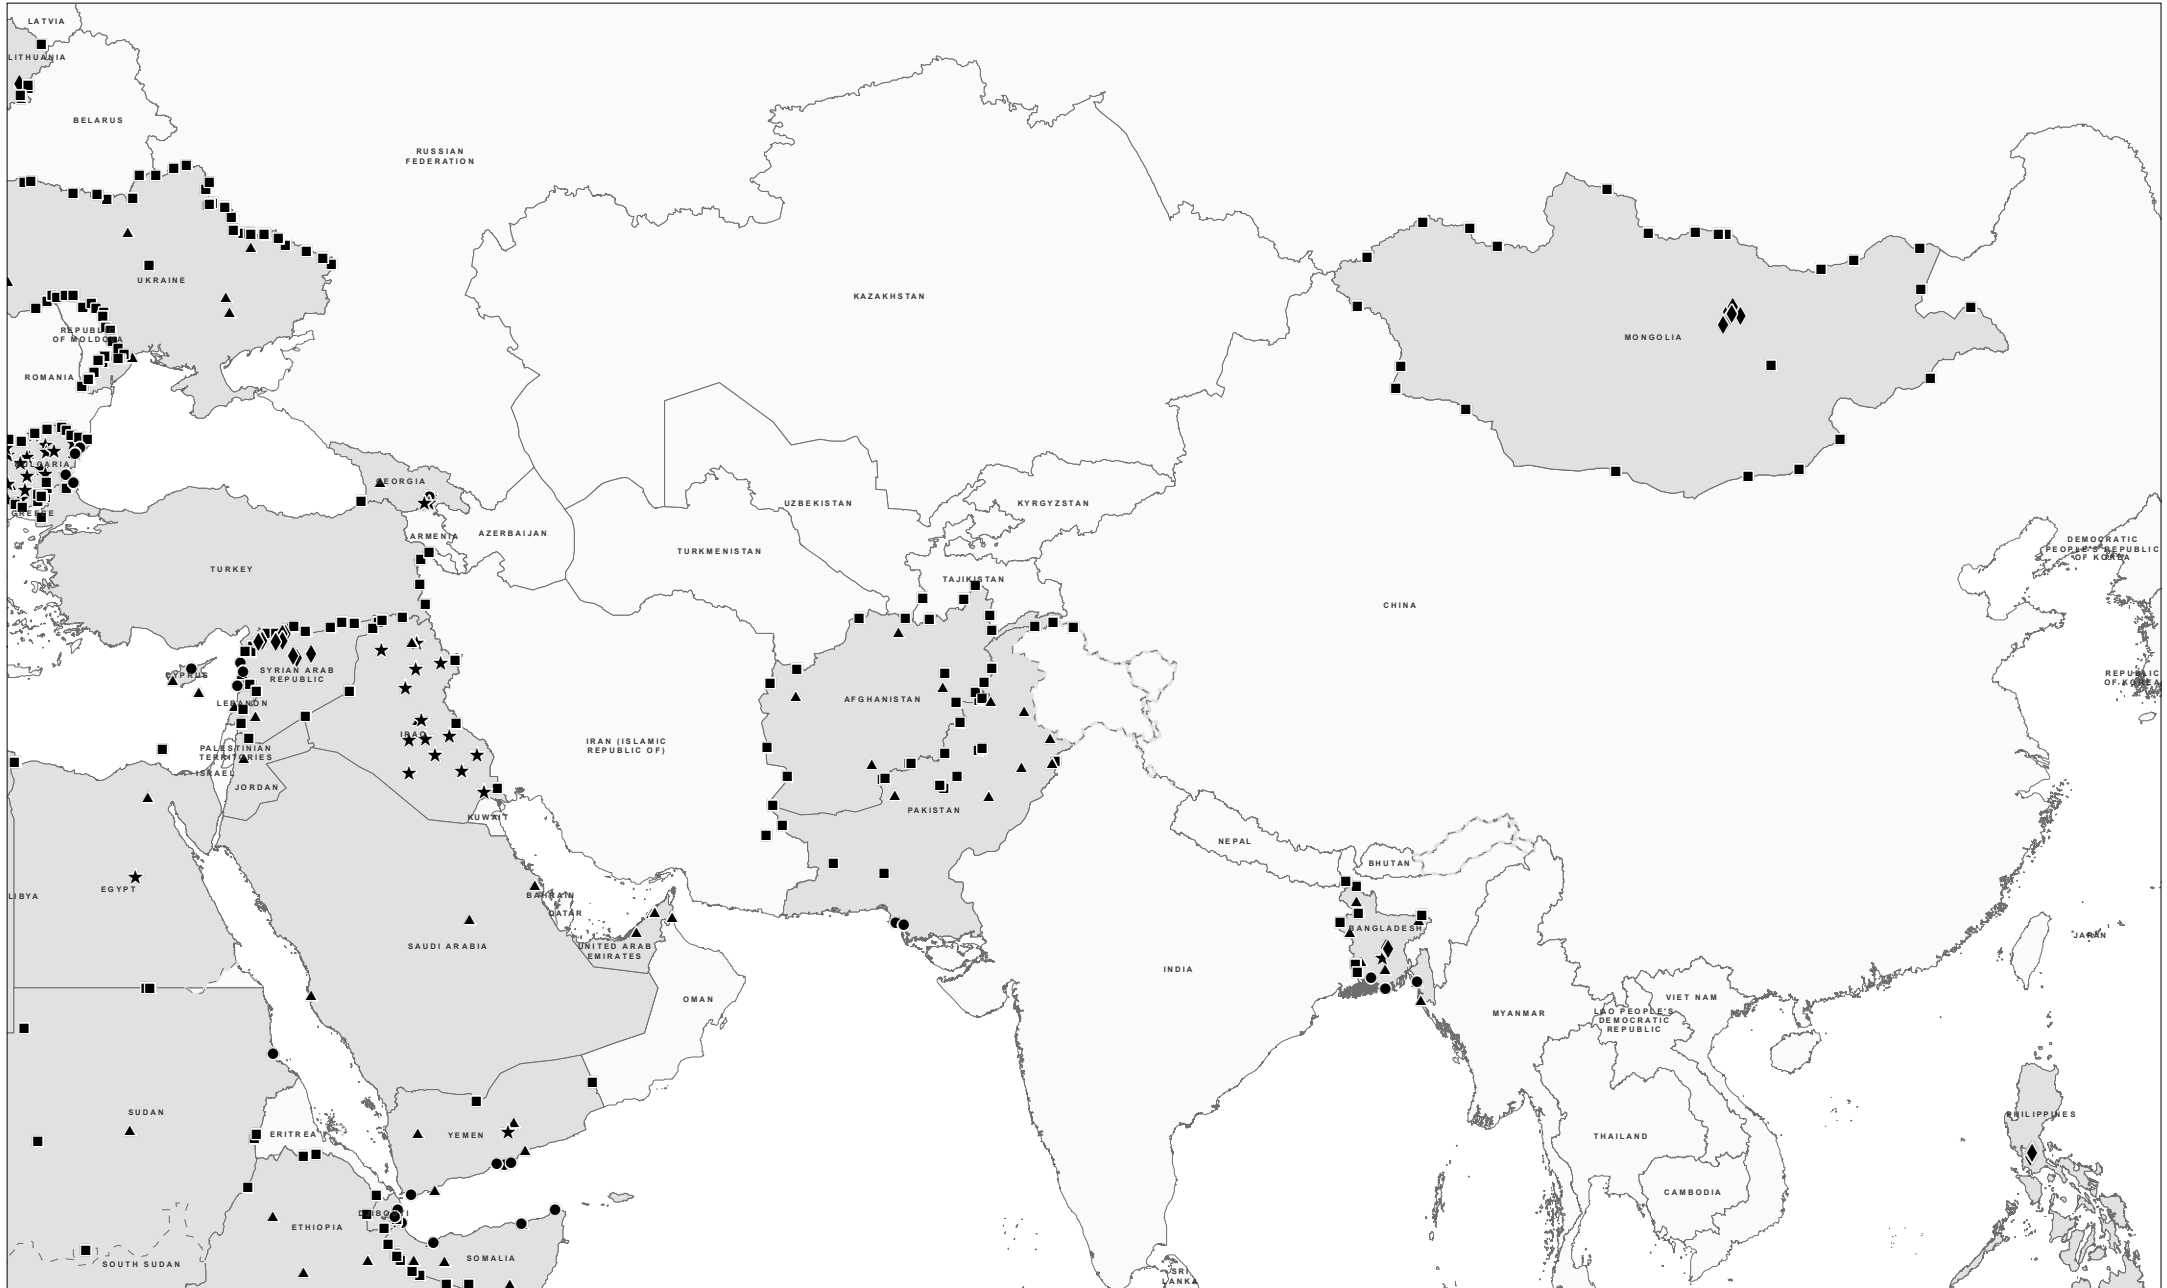 LATVIA
LITHUANIA
BELARUS
RUSSIAN
FEDERATION
UKRAINE
KAZAKHSTAN
MONGOLIA
REPUBLIC
OF MOLDOVA
ROMANIA
BULGARIA
GEORGIA
GREECE
UZBEKISTAN
KYRGYZSTAN
ARMENIA
AZERBAIJAN
TURKMENISTAN
DEMOCRATIC
PEOPLE'S REPUBLIC
OF KOREA
TURKEY
TAJIKISTAN
CHINA
CYPRUS
SYRIAN ARAB
REPUBLIC
REPUBLIC
OF KOREA
LEBANON
AFGHANISTAN
IRAQ
IRAN (ISLAMIC
REPUBLIC OF)
PALESTINIAN
TERRITORIES
ISRAEL
JORDAN
KUWAIT
PAKISTAN
NEPAL
BHUTAN
LIBYA
EGYPT
BAHRAIN
QATAR
SAUDI ARABIA
UNITED ARAB
EMIRATES
BANGLADESH
JAPAN
INDIA
OMAN
VIET NAM
MYANMAR
LAO PEOPLE'S
DEMOCRATIC
REPUBLIC
SUDAN
ERITREA
YEMEN
PHILIPPINES
THAILAND
CAMBODIA
DJIBOUTI
ETHIOPIA
SOMALIA
SOUTH SUDAN
SRI
LANKA